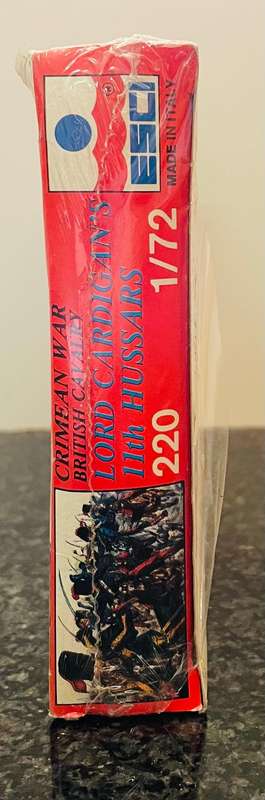 ESCI
MADE IN ITALY
CRIMEAN WAR
BRITISH CAVALRY
LORD CARDIGAN'S
11th HUSSARS
220
1/72